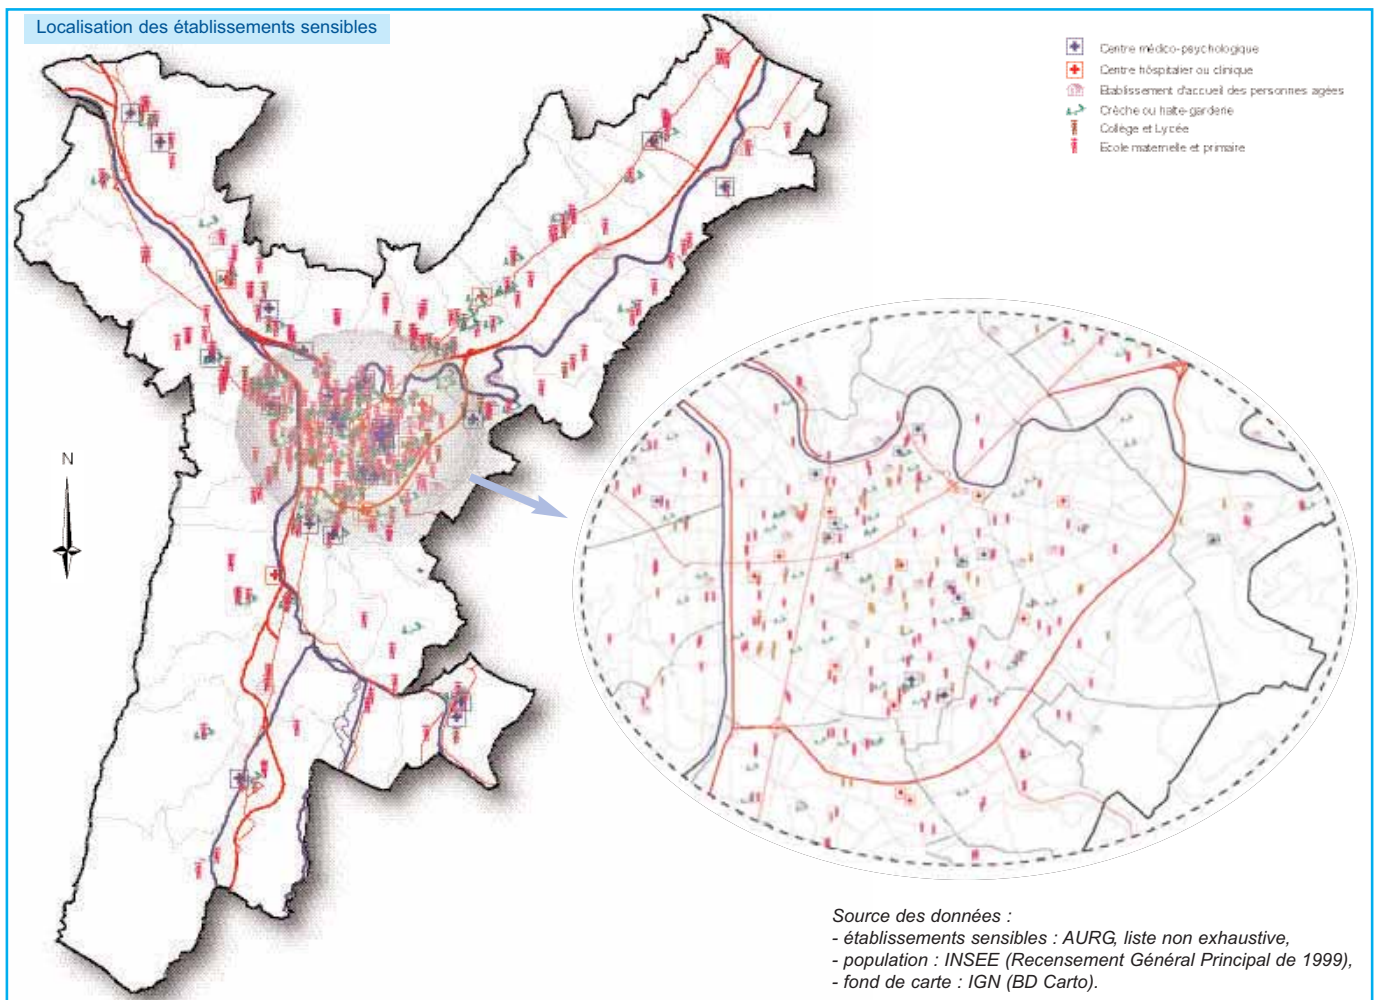 Localisation des établissements sensibles
Centre médico-psychologique
Centre hôspitalier ou clinique
Etablissement d'accueil des personnes agées
Crèche ou halte-garderie
Collège et Lycée
Ecole maternelle et primaire
N
Source des données :
- établissements sensibles : AURG, liste non exhaustive,
- population : INSEE (Recensement Général Principal de 1999),
- fond de carte : IGN (BD Carto).